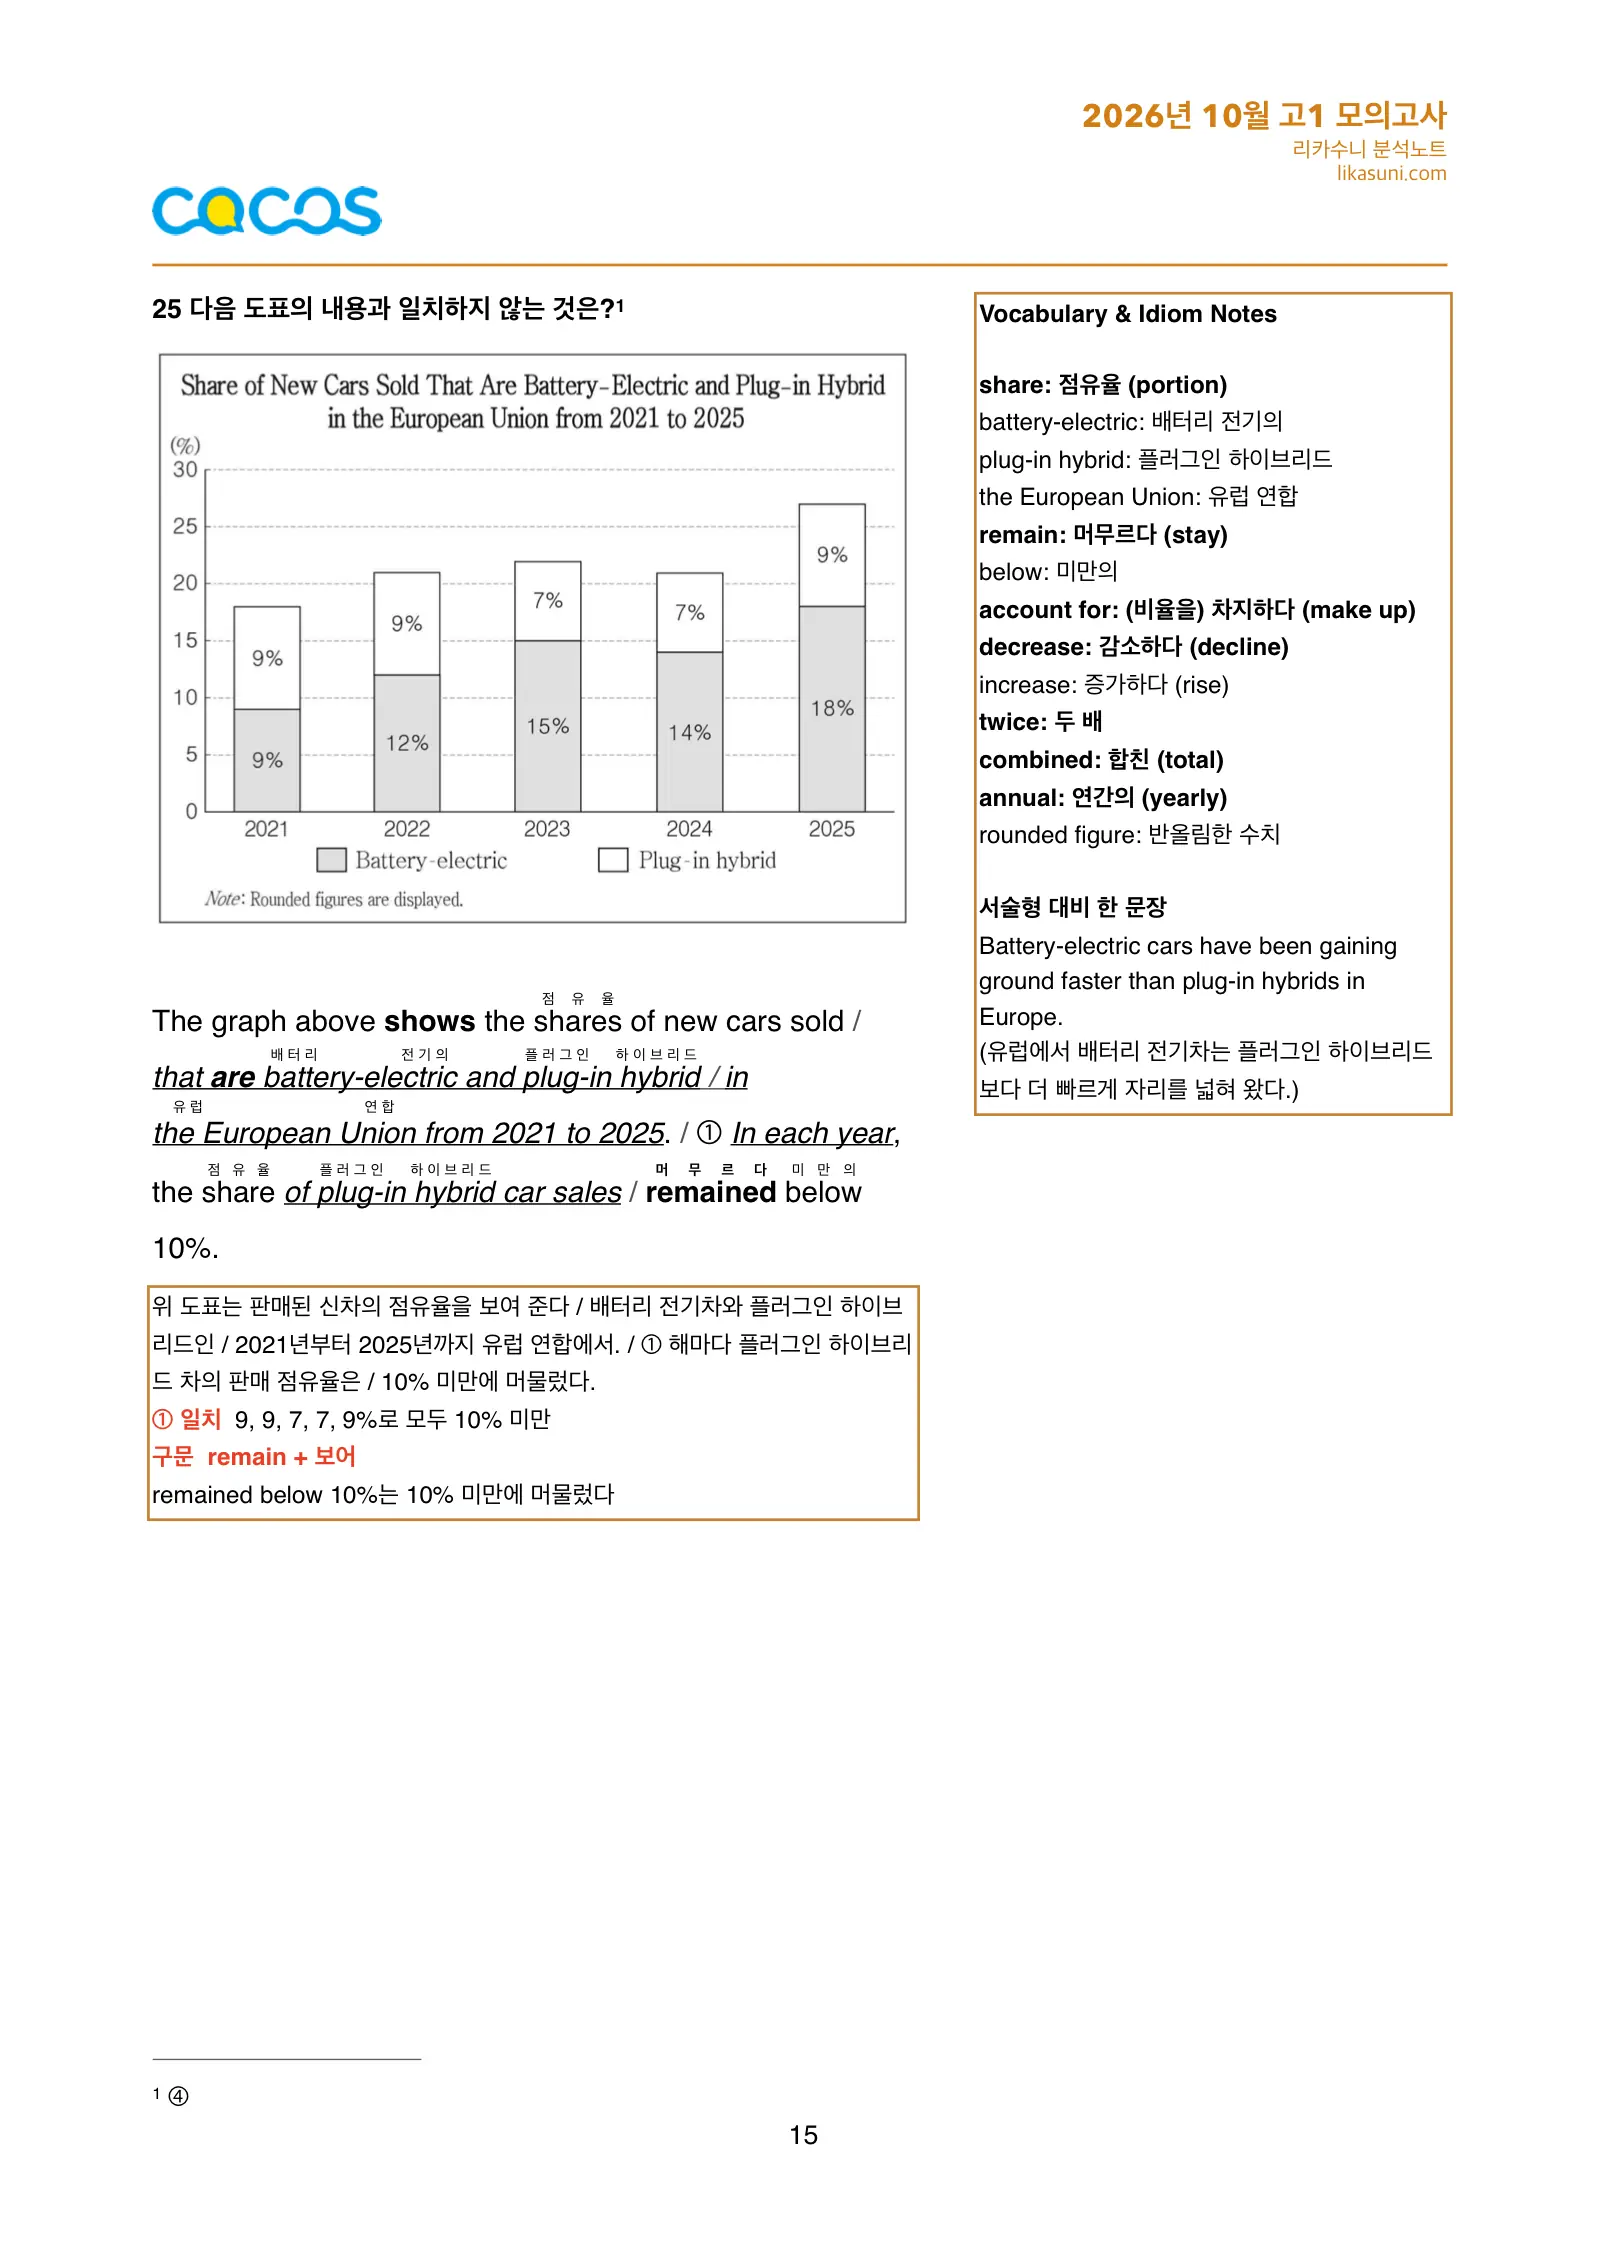 2026년 10월 고1 모의고사
리카수니 분석노트
likasuni.com
cacos
25 다음 도표의 내용과 일치하지 않는 것은?1
Share of New Cars Sold That Are Battery-Electric and Plug-in Hybrid
in the European Union from 2021 to 2025
(%)
30
25
20
15
10
5
0
9%
9%
9%
12%
7%
15%
7%
14%
9%
18%
2021 2022 2023 2024 2025
Battery-electric Plug-in hybrid
Note: Rounded figures are displayed.
점 유 율
The graph above shows the shares of new cars sold /
배터리 전기의 플러그인 하이브리드
that are battery-electric and plug-in hybrid / in
유럽 연합
the European Union from 2021 to 2025. / ① In each year,
점 유 율 플러그인 하이브리드 머 무 르 다 미 만 의
the share of plug-in hybrid car sales / remained below
10%.
위 도표는 판매된 신차의 점유율을 보여 준다 / 배터리 전기차와 플러그인 하이브
리드인 / 2021년부터 2025년까지 유럽 연합에서. / ① 해마다 플러그인 하이브리
드 차의 판매 점유율은 / 10% 미만에 머물렀다.
① 일치 9, 9, 7, 7, 9%로 모두 10% 미만
구문 remain + 보어
remained below 10%는 10% 미만에 머물렀다
Vocabulary & Idiom Notes
share: 점유율 (portion)
battery-electric: 배터리 전기의
plug-in hybrid: 플러그인 하이브리드
the European Union: 유럽 연합
remain: 머무르다 (stay)
below: 미만의
account for: (비율을) 차지하다 (make up)
decrease: 감소하다 (decline)
increase: 증가하다 (rise)
twice: 두 배
combined: 합친 (total)
annual: 연간의 (yearly)
rounded figure: 반올림한 수치
서술형 대비 한 문장
Battery-electric cars have been gaining
ground faster than plug-in hybrids in
Europe.
(유럽에서 배터리 전기차는 플러그인 하이브리드
보다 더 빠르게 자리를 넓혀 왔다.)
1 ④
15